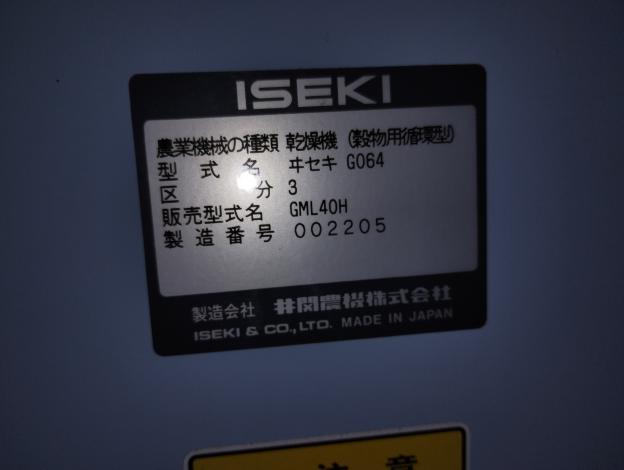 ISEKI
農業機械の種類 乾燥機 (穀物用循環型)
型式名 ヰセキ G064
区分 3
販売型式名 GML40H
製造番号 002205
製造会社 井関農機株式会社
ISEKI & CO., LTD. MADE IN JAPAN
注意